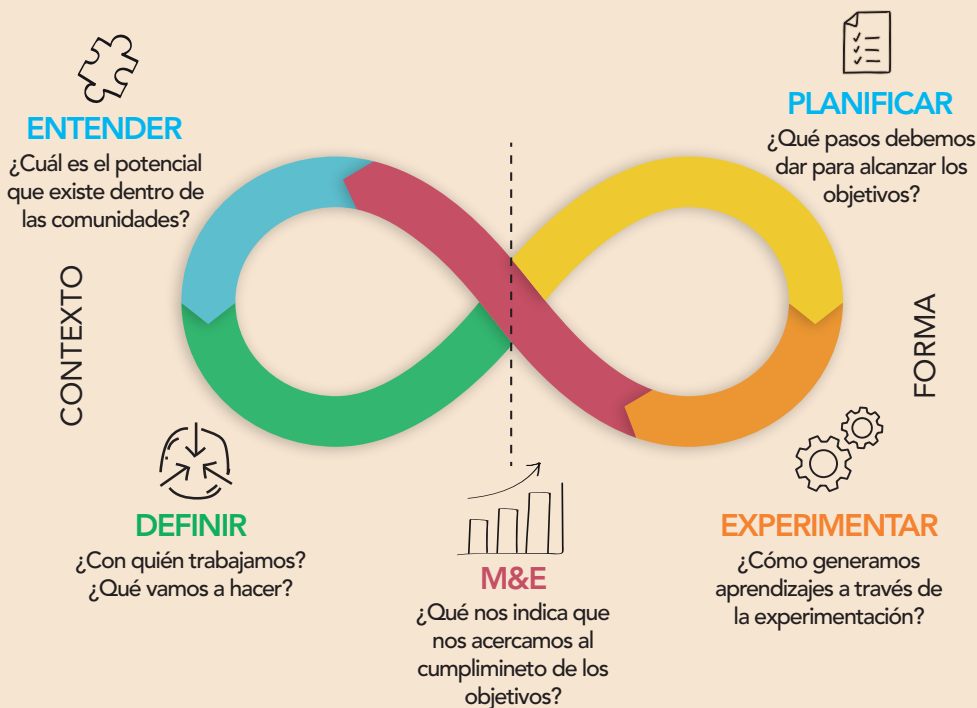 ENTENDER
¿Cuál es el potencial
que existe dentro de
las comunidades?
PLANIFICAR
¿Qué pasos debemos
dar para alcanzar los
objetivos?
CONTEXTO
FORMA
DEFINIR
¿Con quién trabajamos?
¿Qué vamos a hacer?
M&E
¿Qué nos indica que
nos acercamos al
cumplimineto de los
objetivos?
EXPERIMENTAR
¿Cómo generamos
aprendizajes a través de
la experimentación?